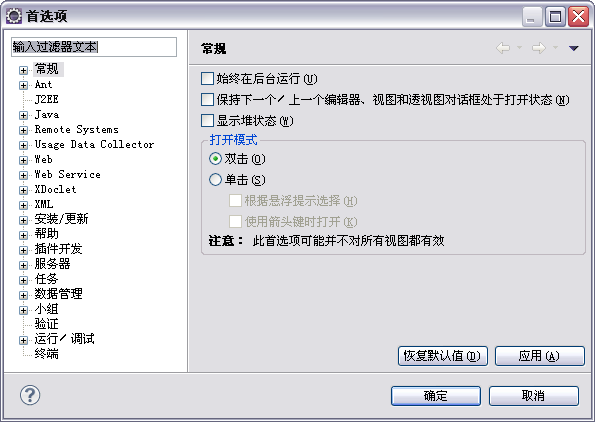 首选项
输入过滤器文本
常规
Ant
J2EE
Java
Remote Systems
Usage Data Collector
Web
Web Service
XDoclet
XML
安装/更新
帮助
插件开发
服务器
任务
数据管理
小组
验证
运行/调试
终端
常规
始终在后台运行(U)
保持下一个/上一个编辑器、视图和透视图对话框处于打开状态(N)
显示堆状态(W)
打开模式
双击(O)
单击(S)
根据悬浮提示选择(H)
使用箭头键时打开(K)
注意： 此首选项可能并不对所有视图都有效
恢复默认值(D)
应用(A)
?
确定
取消